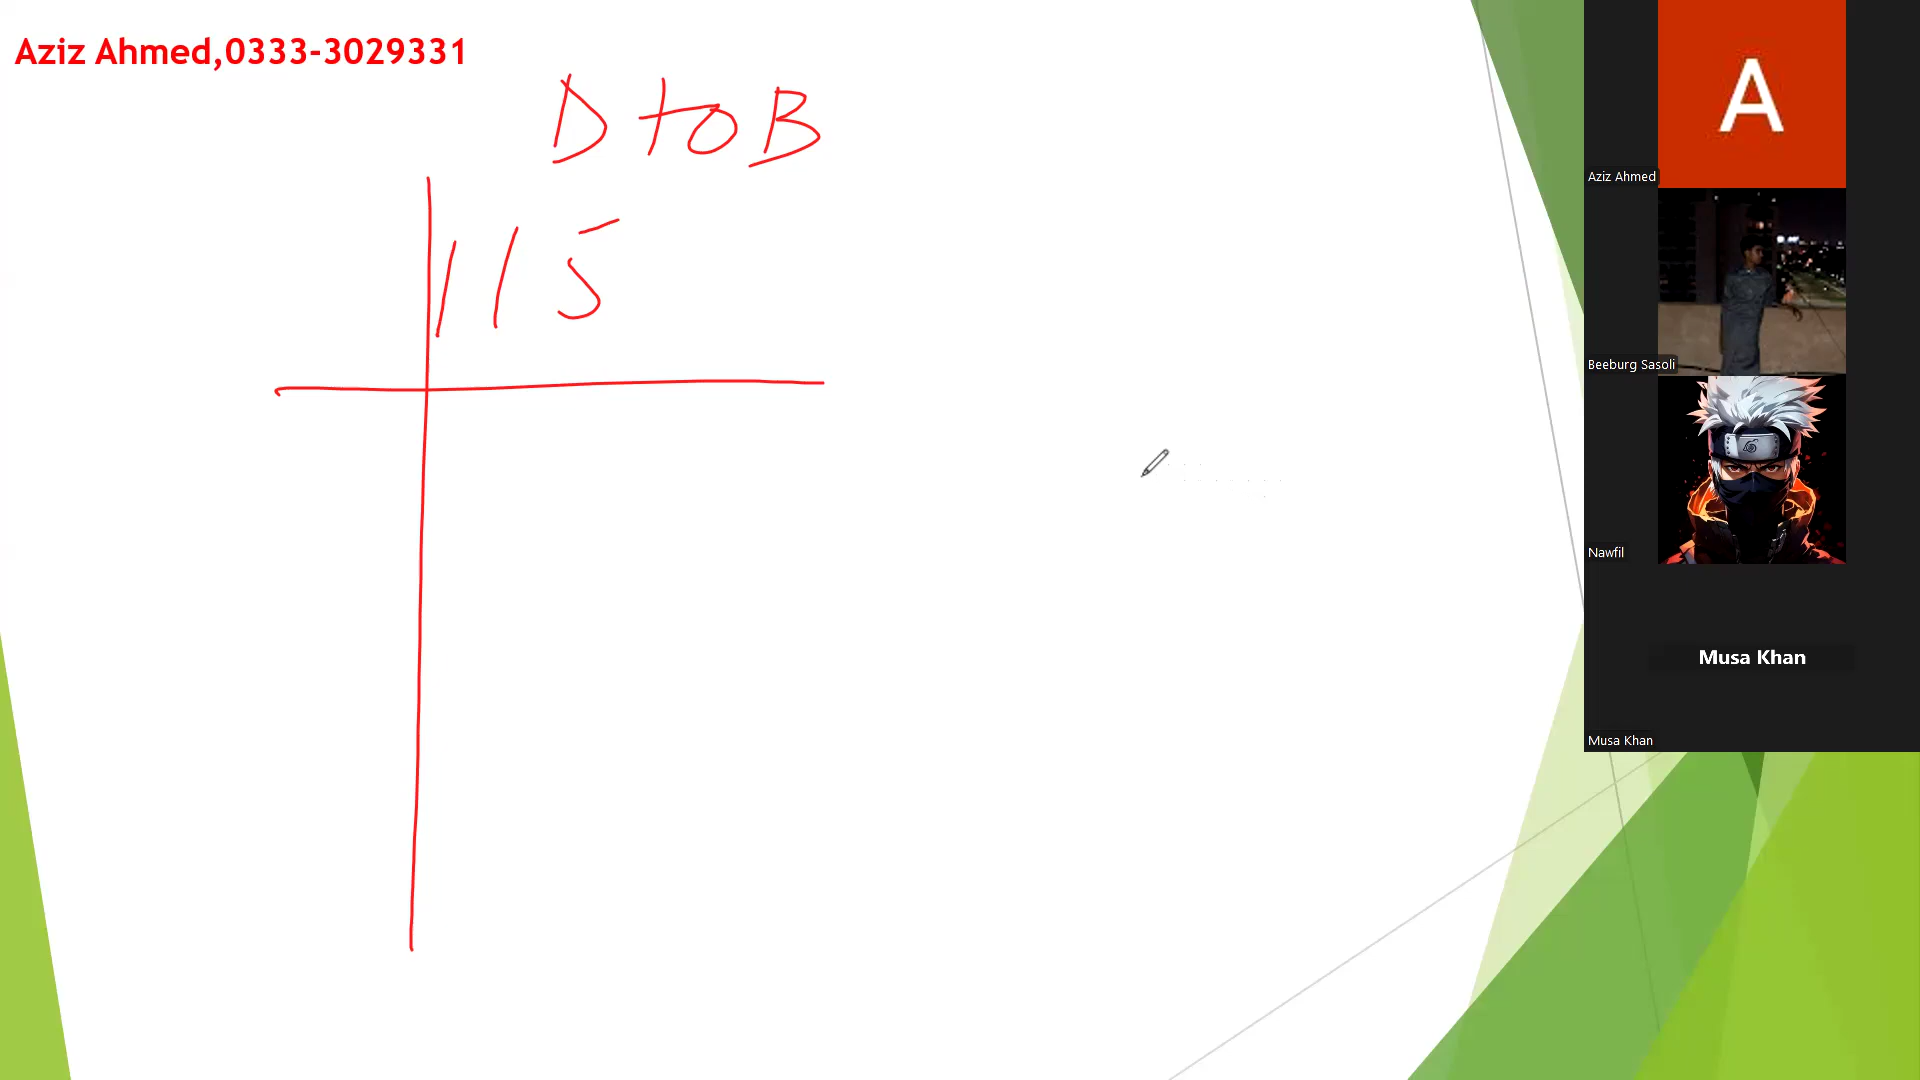 Aziz Ahmed,0333-3029331
D to B
115
A
Aziz Ahmed
Beeburg Sasoli
Nawfil
Musa Khan
Musa Khan